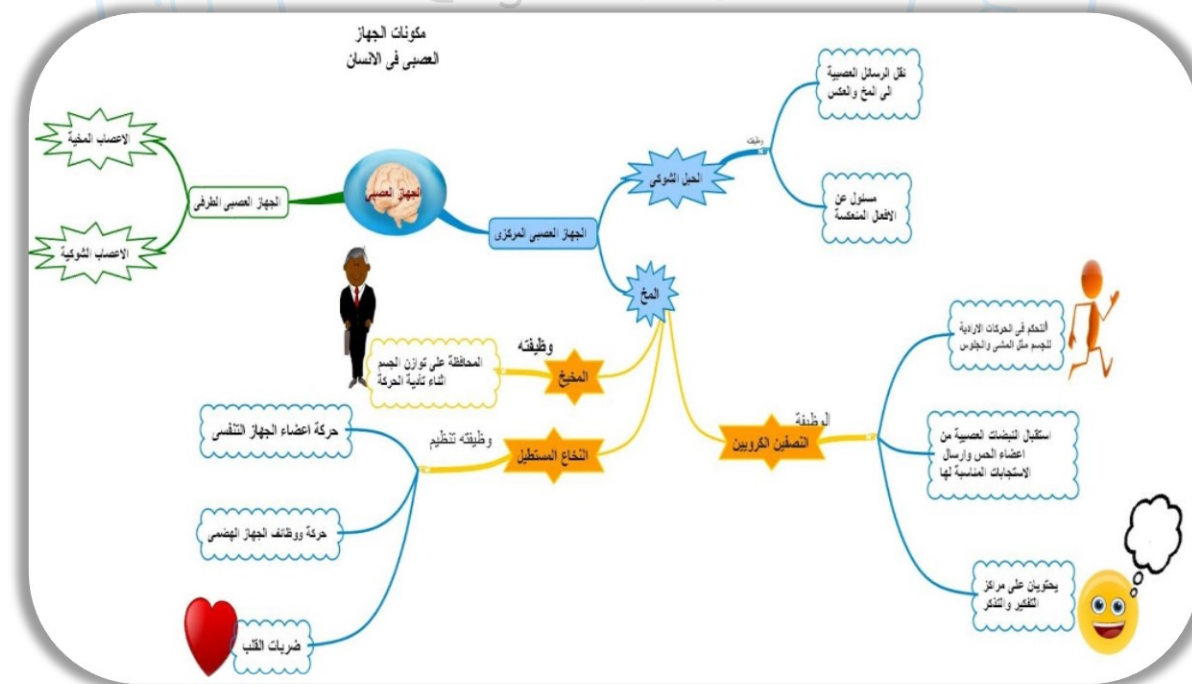 مكونات الجهاز
العصبى فى الانسان
الجهاز العصبي
الجهاز العصبي المركزى
الحبل الشوكى
وظيفته
نقل الرسائل العصبية
الى المخ والعكس
مسئول عن
الافعال المنعكسة
المخ
النصفين الكرويين
الوظيفة
ألتحكم فى الحركات الارادية
للجسم مثل المشى والجلوس
استقبال النبضات العصبية من
اعضاء الحس وارسال
الاستجابات المناسبة لها
يحتويان على مراكز
التفكير والتذكر
المخيخ
وظيفته
المحافظة على توازن الجسم
اثناء تأدية الحركة
النخاع المستطيل
وظيفته تنظيم
حركة اعضاء الجهاز التنفسى
حركة ووظائف الجهاز الهضمى
ضربات القلب
الجهاز العصبي الطرفى
الاعصاب المخية
الاعصاب الشوكية